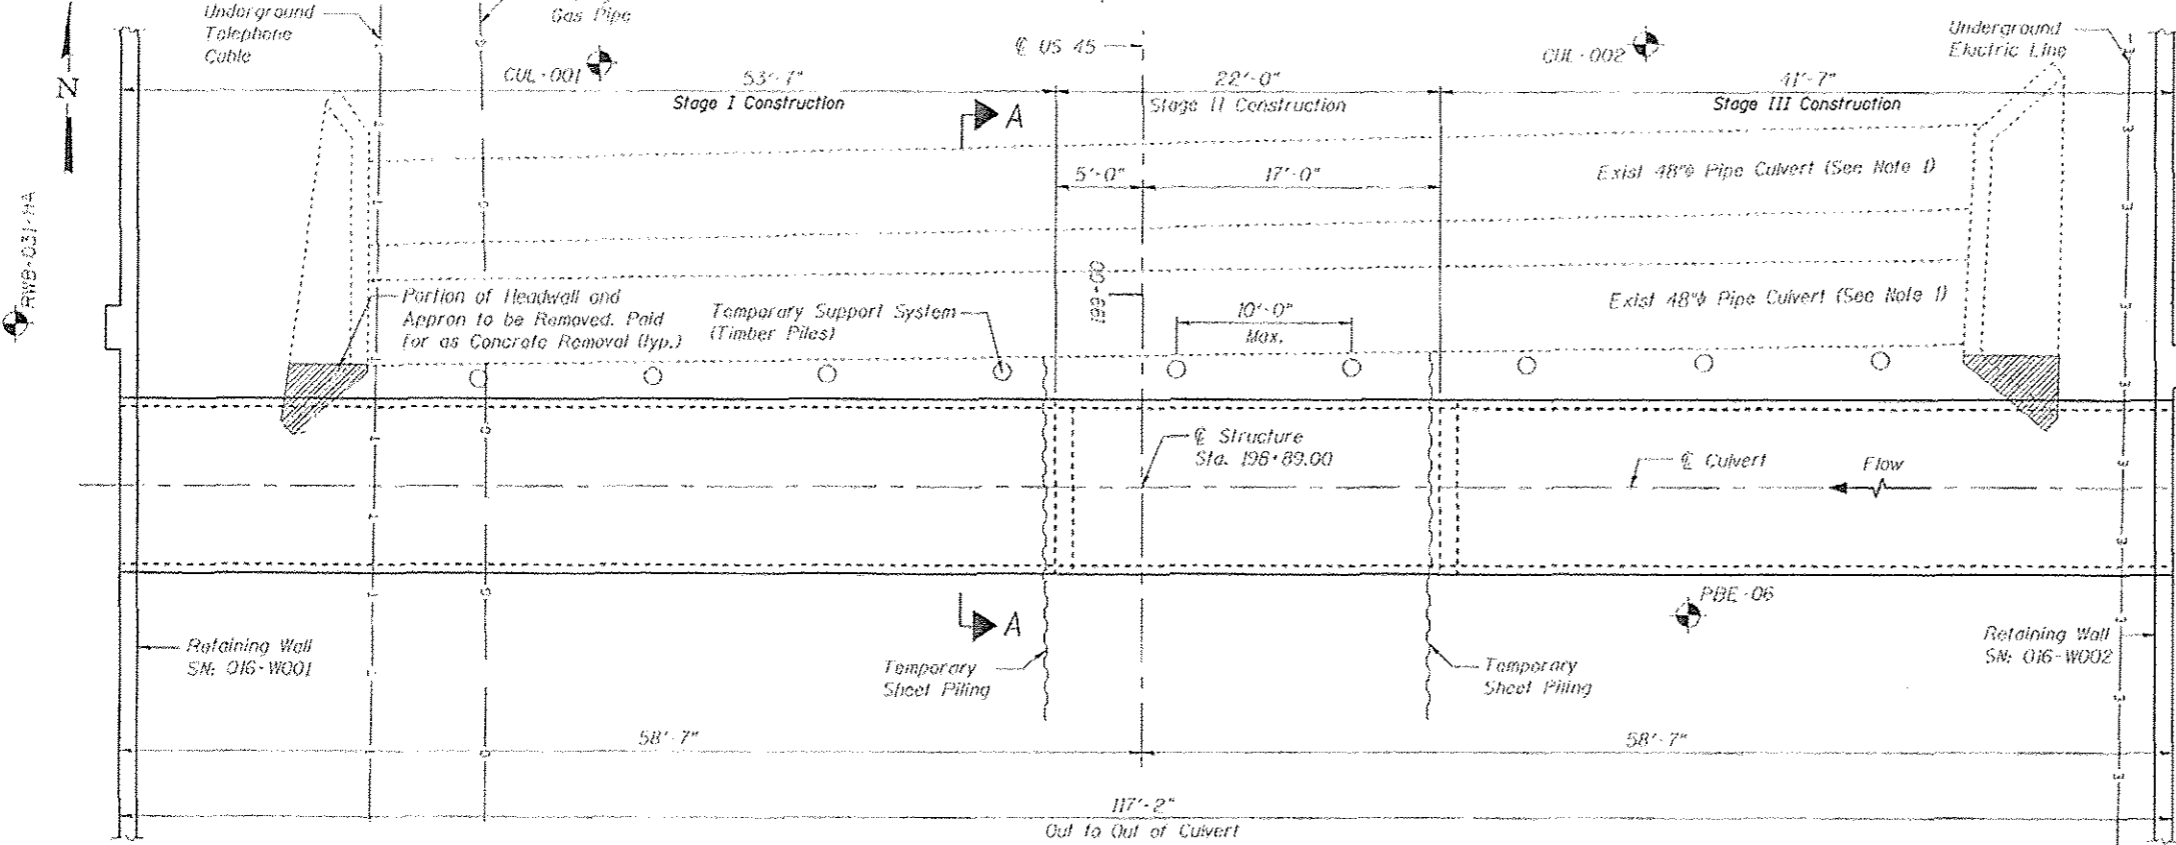 Underground
Telephone
Cable
Gas Pipe
N
CUL-001
53'-7"
Stage I Construction
℄ US 45
22'-0"
Stage II Construction
CUL-002
41'-7"
Stage III Construction
Underground
Electric Line
A
5'-0"
17'-0"
Exist 48"ϕ Pipe Culvert (See Note 1)
Exist 48"ϕ Pipe Culvert (See Note 1)
Portion of Headwall and
Appron to be Removed. Paid
for as Concrete Removal (typ.)
Temporary Support System
(Timber Piles)
199+00
10'-0"
Max.
℄ Structure
Sta. 198+89.00
℄ Culvert
Flow
A
PBE-06
Retaining Wall
SN: 016-W001
Temporary
Sheet Piling
Temporary
Sheet Piling
Retaining Wall
SN: 016-W002
58'-7"
58'-7"
117'-2"
Out to Out of Culvert